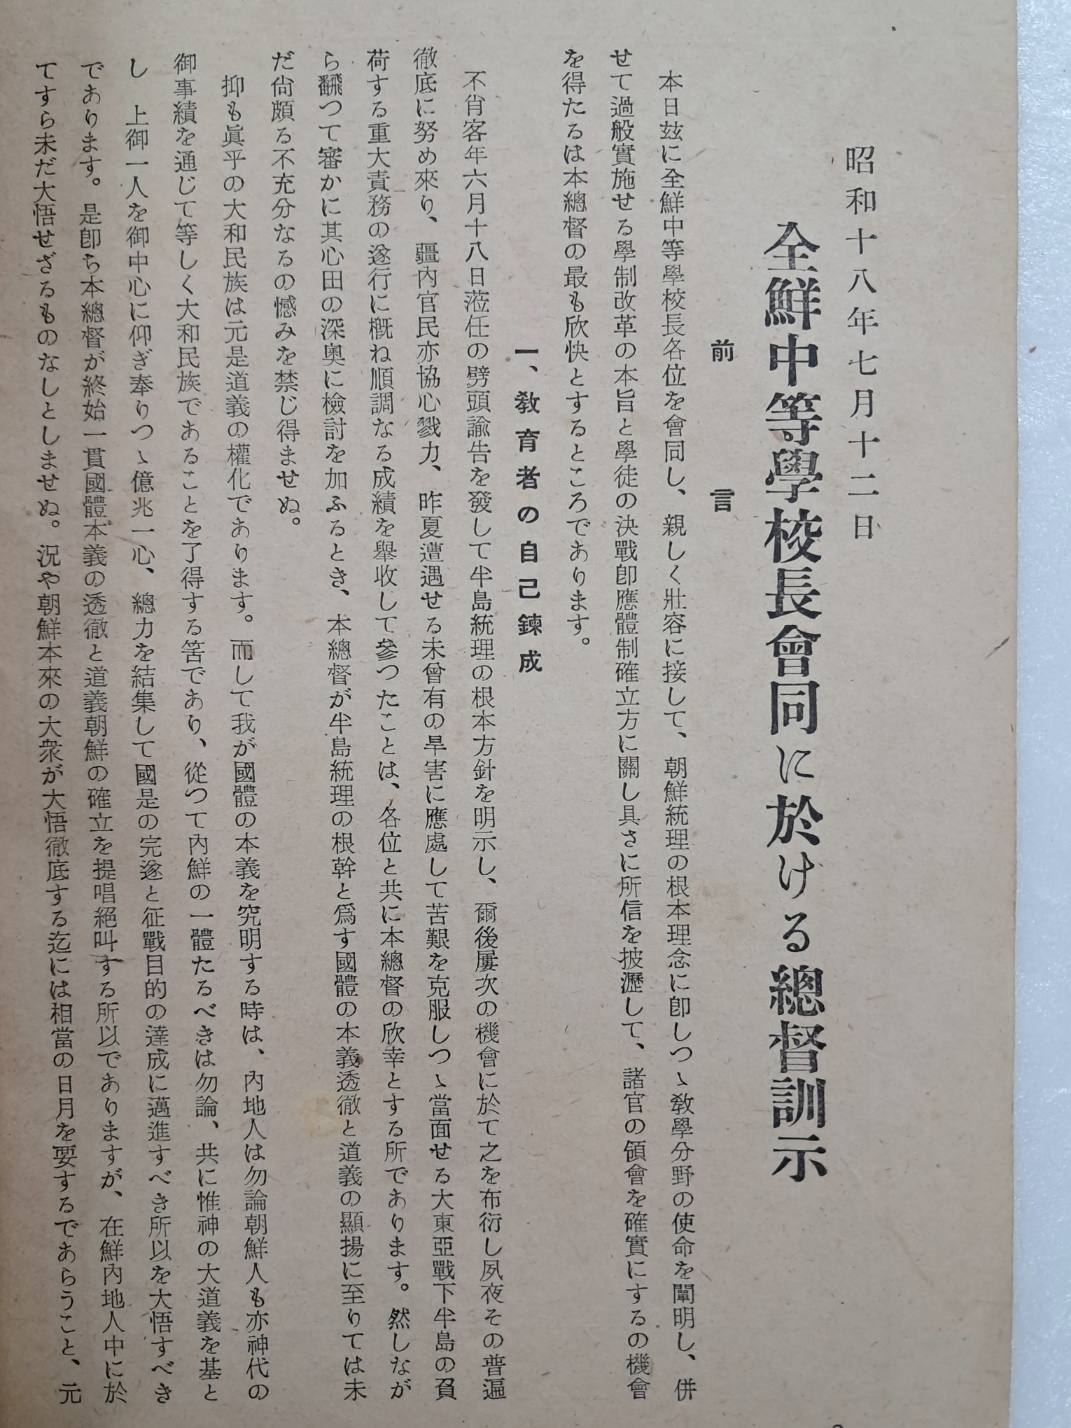 昭和十八年七月十二日
全鮮中等學校長會同に於ける總督訓示
前言
本日玆に全鮮中等學校長各位を會同し、親しく壯容に接して、朝鮮統理の根本理念に卽しつゝ敎學分野の使命を闡明し、併
せて過般實施せる學制改革の本旨と學徒の決戰卽應體制確立方に關し具さに所信を披瀝して、諸官の領會を確實にするの機會
を得たるは本總督の最も欣快とするところであります。
一、敎育者の自己鍊成
不肖客年六月十八日蒞任の劈頭諭告を發して半島統理の根本方針を明示し、爾後屢次の機會に於て之を布衍し夙夜その普遍
徹底に努め來り、疆內官民亦協心戮力、昨夏遭遇せる未曾有の旱害に應處して苦艱を克服しつゝ當面せる大東亞戰下半島の負
荷する重大責務の遂行に槪ね順調なる成績を舉收して參つたことは、各位と共に本總督の欣幸とする所であります。然しなが
ら飜つて審かに其心田の深奧に檢討を加ふるとき、本總督が半島統理の根幹と爲す國體の本義透徹と道義の顯揚に至りては未
だ尙頗る不充分なるの憾みを禁じ得ませぬ。
抑も眞乎の大和民族は元是道義の權化であります。而して我が國體の本義を究明する時は、內地人は勿論朝鮮人も亦神代の
御事績を通じて等しく大和民族であることを了得する筈であり、從つて內鮮の一體たるべきは勿論、共に惟神の大道義を基と
し　上御一人を御中心に仰ぎ奉りつゝ億兆一心、總力を結集して國是の完遂と征戰目的の達成に邁進すべき所以を大悟すべき
であります。是卽ち本總督が終始一貫國體本義の透徹と道義朝鮮の確立を提唱絕叫する所以でありますが、在鮮內地人中に於
てすら未だ大悟せざるものなしとしませぬ。況や朝鮮本來の大衆が大悟徹底する迄には相當の日月を要するであらうこと、元